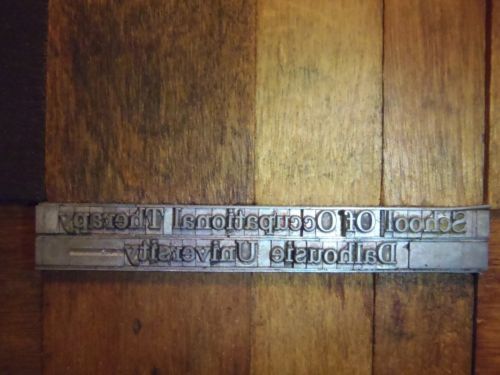 School Of Occupational Therapy
Dalhousie University